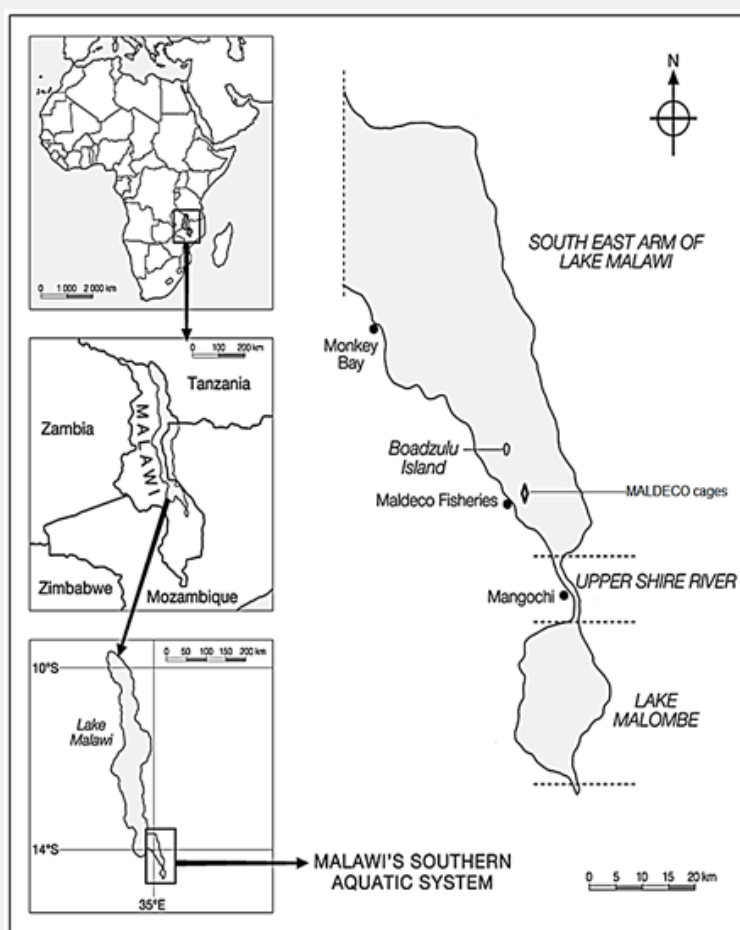 0 1 000 2 000 km
0 100 200 km
Tanzania
Zambia
MALAWI
Zimbabwe
Mozambique
0 50 100 150 200 km
10°S
Lake
Malawi
14°S
35°E
MALAWI'S SOUTHERN
AQUATIC SYSTEM
N
SOUTH EAST ARM OF
LAKE MALAWI
Monkey
Bay
Boadzulu
Island
MALDECO cages
Maldeco Fisheries
UPPER SHIRE RIVER
Mangochi
LAKE
MALOMBE
0 5 10 15 20 km